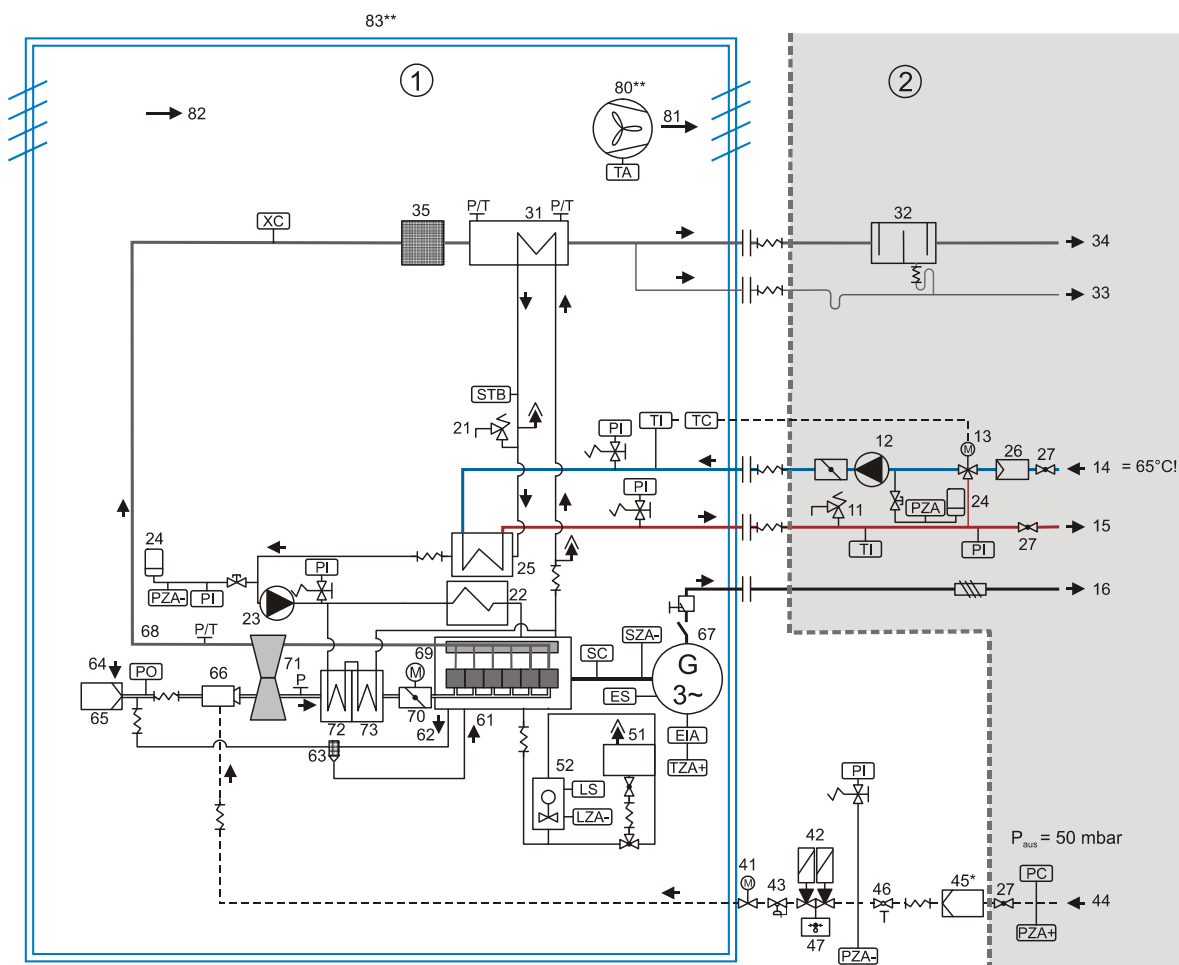 83**
1
2
80**
82
81
TA
XC
35
P/T
31
P/T
32
34
33
STB
21
PI
TI
TC
13
M
12
26
27
14 = 65°C!
PI
11
PZA
24
15
TI
PI
27
24
25
PI
22
PZA-
PI
23
16
68
P/T
69
SZA-
67
64
PO
66
71
P
M
SC
G
3~
ES
65
72
73
70
62
61
EIA
63
51
TZA+
52
LS
LZA-
PI
P aus = 50 mbar
41
42
M
43
46
45*
27
PC
44
47
PZA-
PZA+